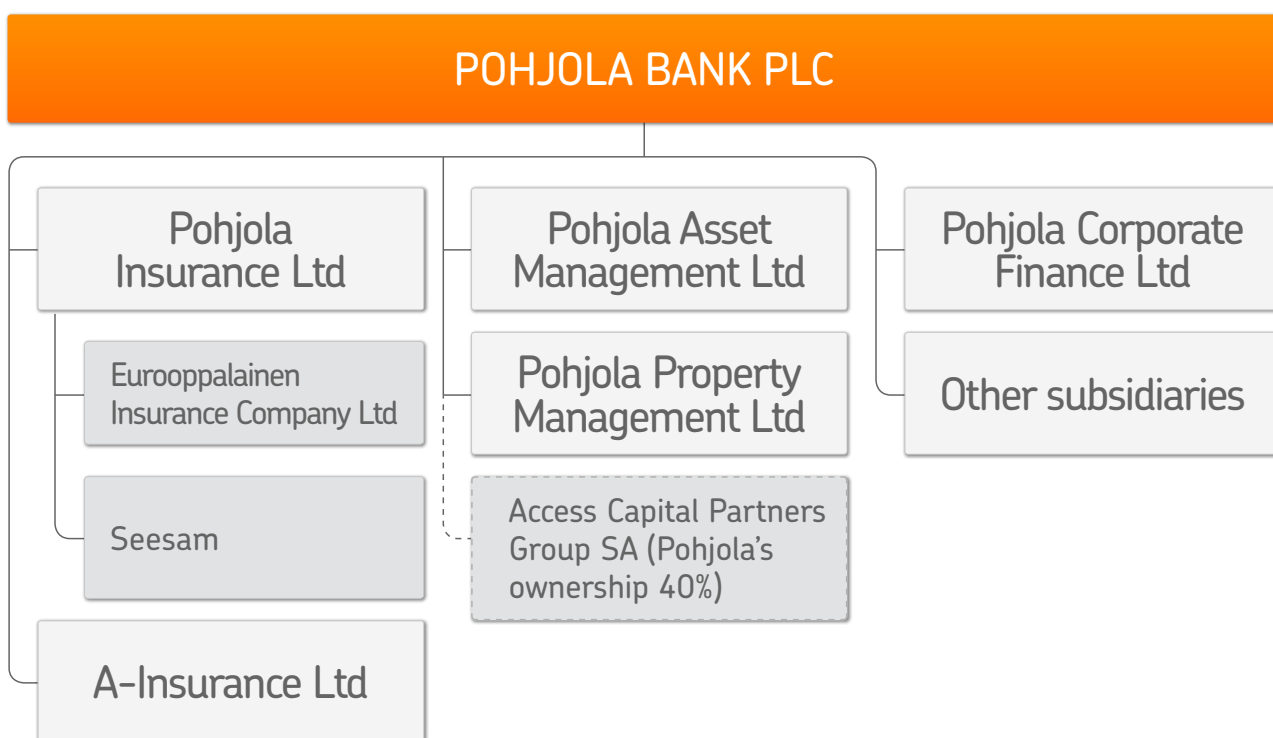 POHJOLA BANK PLC
Pohjola
Insurance Ltd
Eurooppalainen
Insurance Company Ltd
Seesam
A-Insurance Ltd
Pohjola Asset
Management Ltd
Pohjola Property
Management Ltd
Access Capital Partners
Group SA (Pohjola’s
ownership 40%)
Pohjola Corporate
Finance Ltd
Other subsidiaries